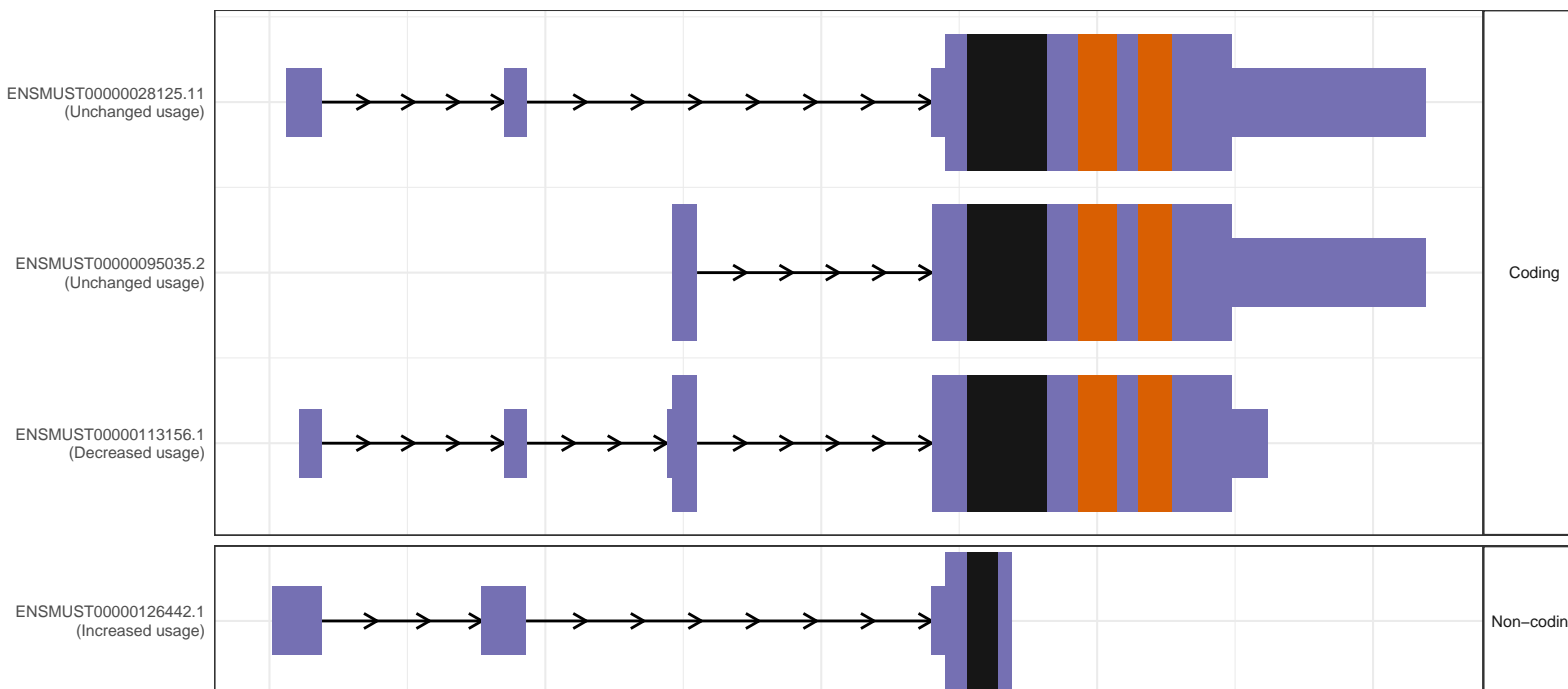 ENSMUST00000028125.11
(Unchanged usage)
ENSMUST00000095035.2
(Unchanged usage)
Coding
ENSMUST00000113156.1
(Decreased usage)
ENSMUST00000126442.1
(Increased usage)
Non−codin